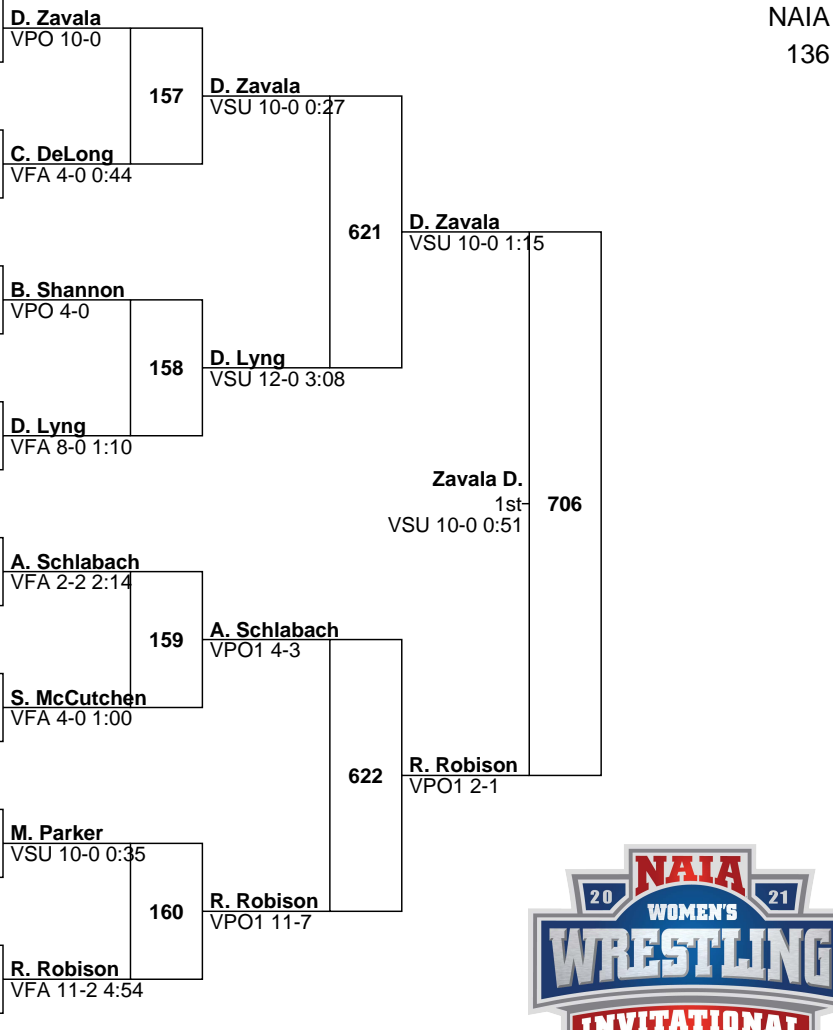 NAIA
136
D. Zavala
VPO 10-0
157
D. Zavala
VSU 10-0 0:27
C. DeLong
VFA 4-0 0:44
621
D. Zavala
VSU 10-0 1:15
B. Shannon
VPO 4-0
158
D. Lyng
VSU 12-0 3:08
D. Lyng
VFA 8-0 1:10
Zavala D.
1st
VSU 10-0 0:51
706
A. Schlabach
VFA 2-2 2:14
159
A. Schlabach
VPO1 4-3
S. McCutchen
VFA 4-0 1:00
622
R. Robison
VPO1 2-1
M. Parker
VSU 10-0 0:35
160
R. Robison
VPO1 11-7
R. Robison
VFA 11-2 4:54
NAIA
20 21
WOMEN'S
WRESTLING
INVITATIONAL